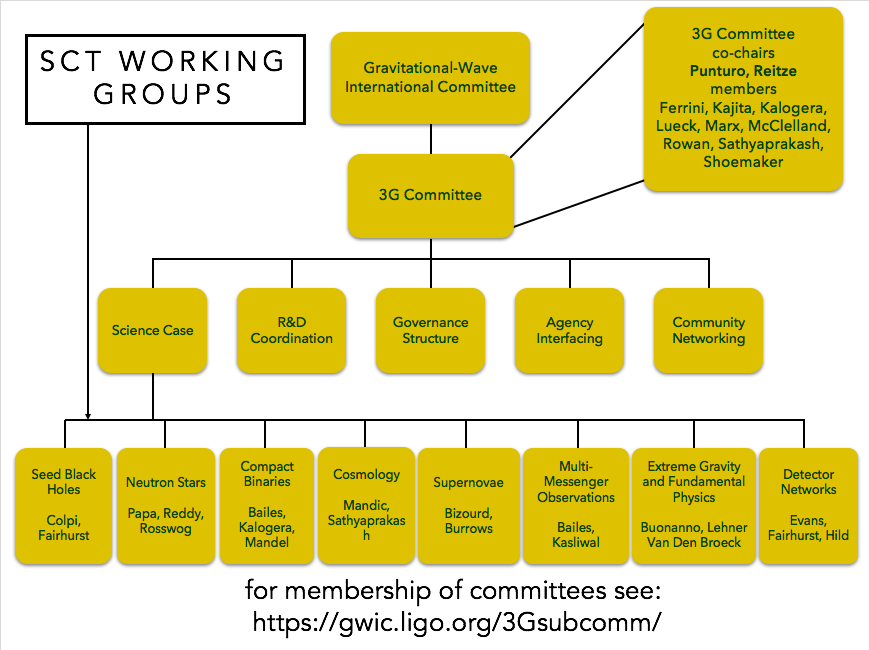 SCT WORKING
GROUPS
Gravitational-Wave
International Committee
3G Committee
co-chairs
Punturo, Reitze
members
Ferrini, Kajita, Kalogera,
Lueck, Marx, McClelland,
Rowan, Sathyaprakash,
Shoemaker
3G Committee
Science Case
R&D
Coordination
Governance
Structure
Agency
Interfacing
Community
Networking
Seed Black
Holes
Colpi,
Fairhurst
Neutron Stars
Papa, Reddy,
Rosswog
Compact
Binaries
Bailes,
Kalogera,
Mandel
Cosmology
Mandic,
Sathyaprakas
h
Supernovae
Bizourd,
Burrows
Multi-
Messenger
Observations
Bailes,
Kasliwal
Extreme Gravity
and Fundamental
Physics
Buonanno, Lehner
Van Den Broeck
Detector
Networks
Evans,
Fairhurst, Hild
for membership of committees see:
https://gwic.ligo.org/3Gsubcomm/